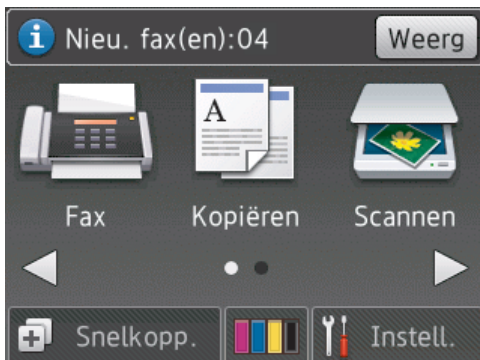 Nieu. fax(en):04 Weerg
A
Fax Kopiëren Scannen
Snelkopp. Instell.